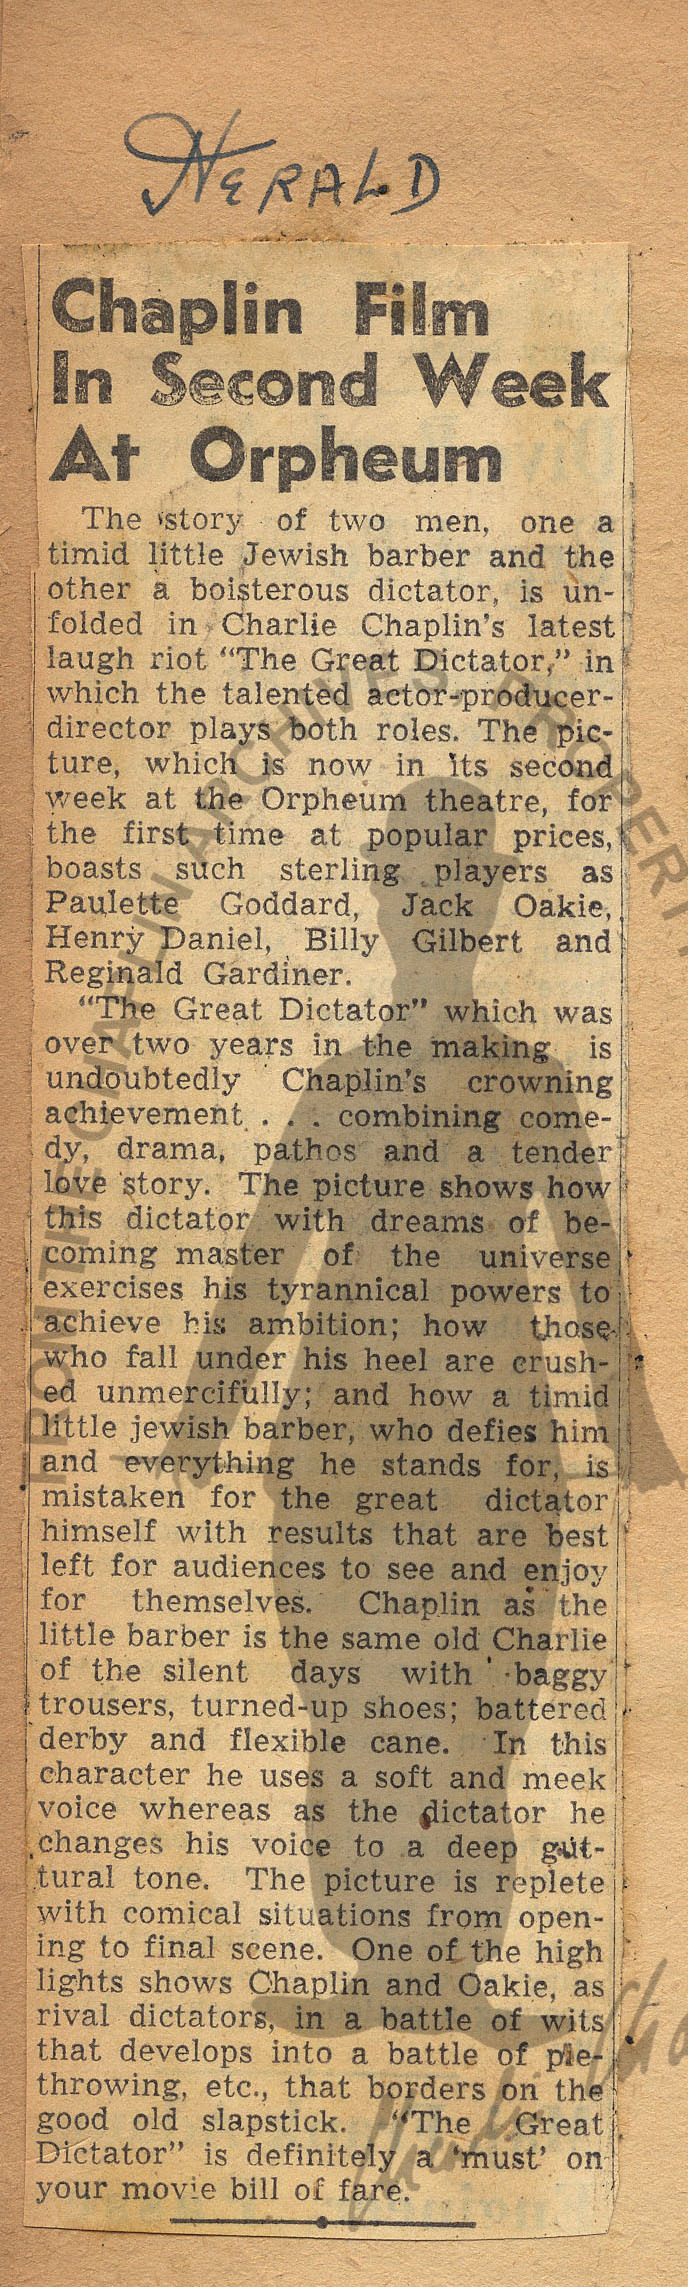 HERALD
Chaplin Film
In Second Week
At Orpheum
The story of two men, one a
timid little Jewish barber and the
other a boisterous dictator, is un-
folded in Charlie Chaplin's latest
laugh riot "The Great Dictator," in
which the talented actor-producer-
director plays both roles. The pic-
ture, which is now in its second
week at the Orpheum theatre, for
the first time at popular prices,
boasts such sterling players as
Paulette Goddard, Jack Oakie,
Henry Daniel, Billy Gilbert and
Reginald Gardiner.
"The Great Dictator" which was
over two years in the making is
undoubtedly Chaplin's crowning
achievement . . . combining come-
dy, drama, pathos and a tender
love story. The picture shows how
this dictator with dreams of be-
coming master of the universe
exercises his tyrannical powers to
achieve his ambition; how those
who fall under his heel are crush-
ed unmercifully; and how a timid
little jewish barber, who defies him
and everything he stands for, is
mistaken for the great dictator
himself with results that are best
left for audiences to see and enjoy
for themselves. Chaplin as the
little barber is the same old Charlie
of the silent days with baggy
trousers, turned-up shoes; battered
derby and flexible cane. In this
character he uses a soft and meek
voice whereas as the dictator he
changes his voice to a deep gut-
tural tone. The picture is replete
with comical situations from open-
ing to final scene. One of the high
lights shows Chaplin and Oakie, as
rival dictators, in a battle of wits
that develops into a battle of pie-
throwing, etc., that borders on the
good old slapstick. "The Great
Dictator" is definitely a 'must' on
your movie bill of fare.